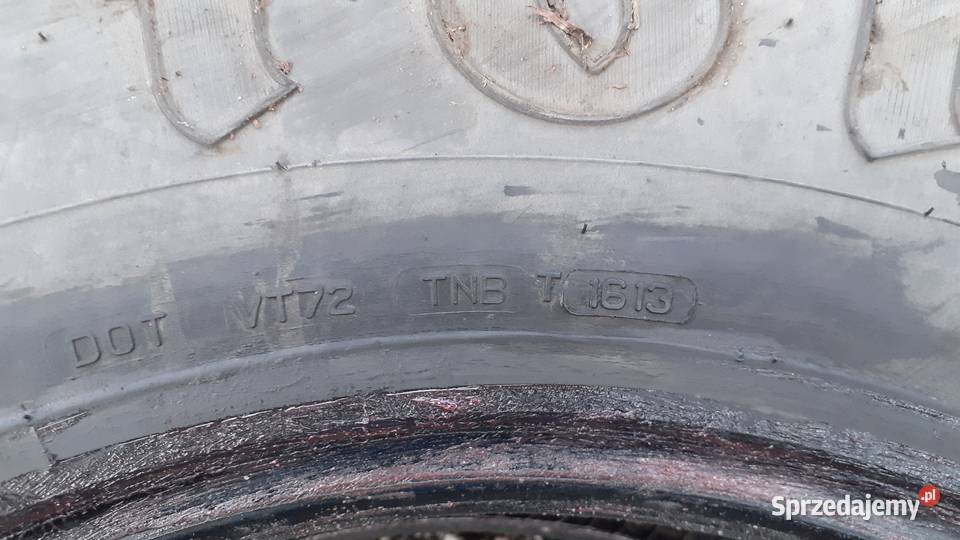 DOT VT72 TNB T 1613
Sprzedajemy.pl